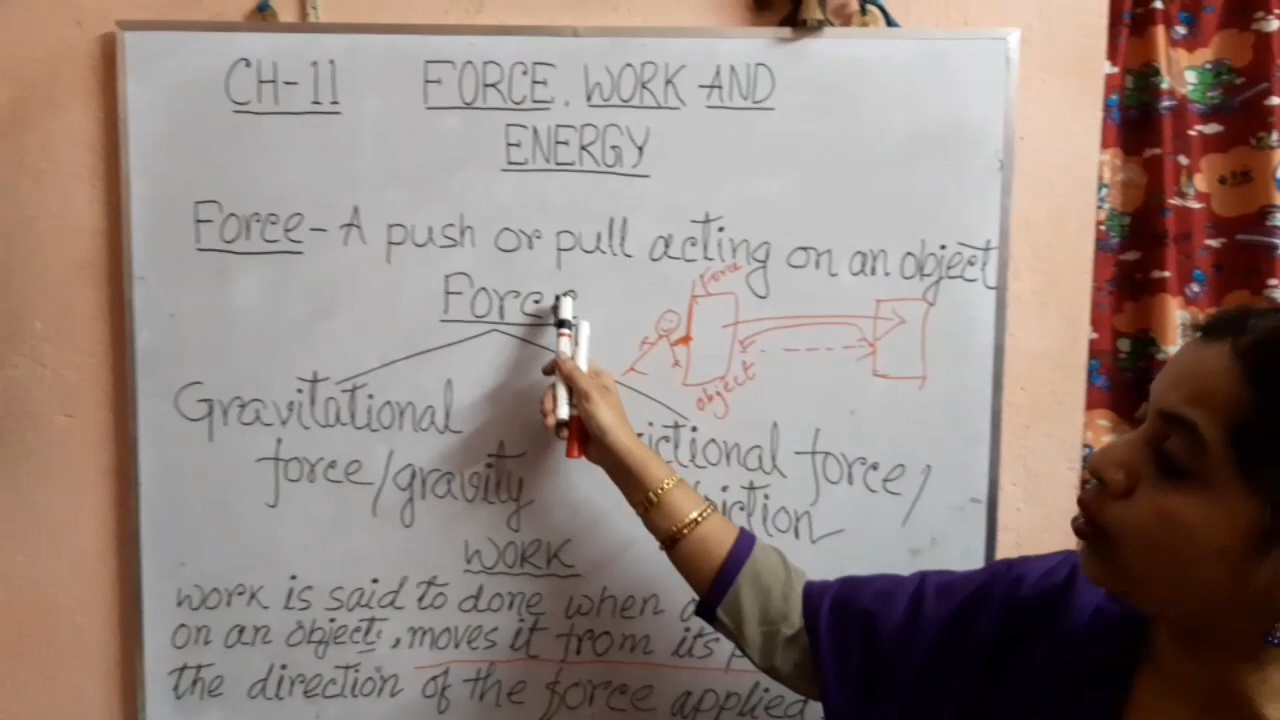 CH-11 FORCE. WORK AND
ENERGY
Force - A push or pull acting on an object
Force
Force
object
Gravitational
force/gravity
frictional force/
friction
WORK
WORK is said to done when
on an object, moves it from its
the direction of the force applied.